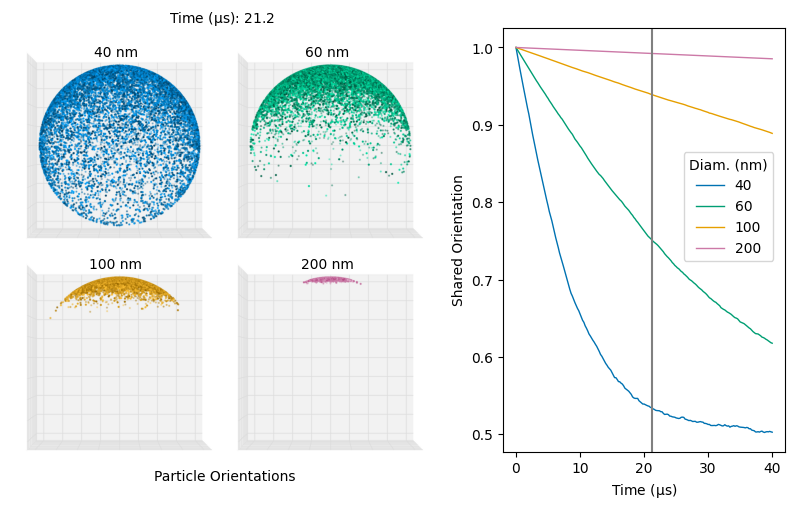 Time (μs): 21.2
40 nm
60 nm
100 nm
200 nm
Particle Orientations
Shared Orientation
1.0
0.9
0.8
0.7
0.6
0.5
Diam. (nm)
40
60
100
200
0 10 20 30 40
Time (μs)